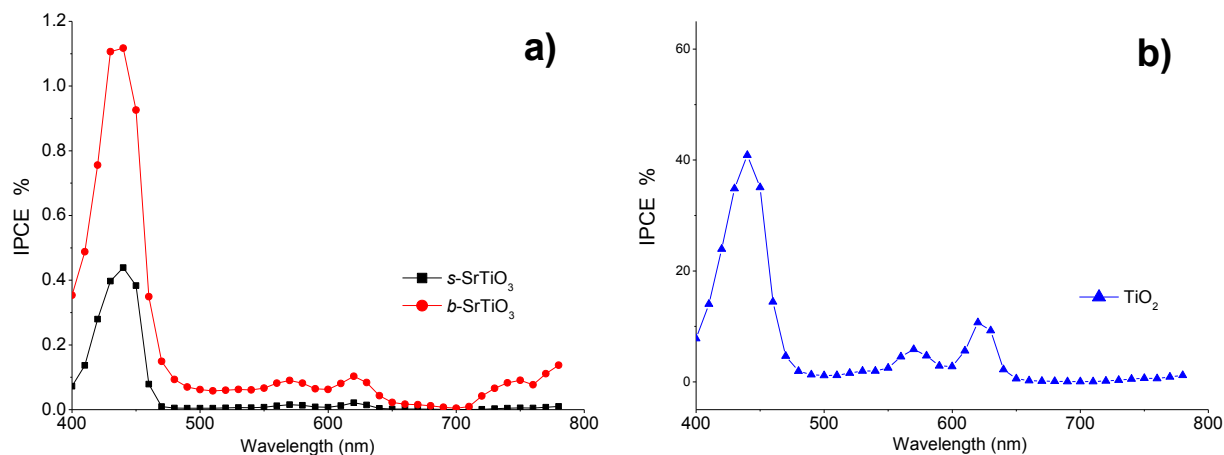 a)
1.2
1.0
0.8
0.6
0.4
0.2
0.0
IPCE %
s-SrTiO3
b-SrTiO3
400 500 600 700 800
Wavelength (nm)
b)
60
40
20
0
IPCE %
TiO2
400 500 600 700 800
Wavelength (nm)